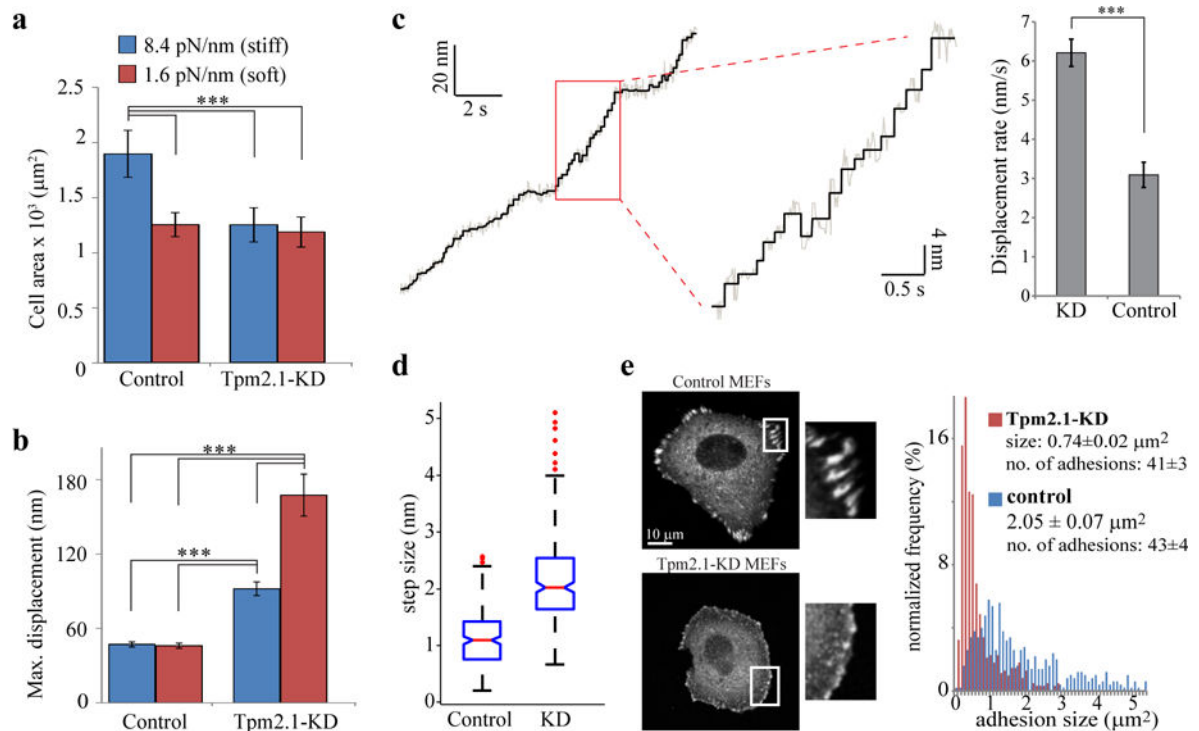 a
8.4 pN/nm (stiff)
1.6 pN/nm (soft)
Cell area x 10³ (μm²)
2.5
2
1.5
1
0.5
0
***
Control
Tpm2.1-KD
b
Max. displacement (nm)
180
120
60
0
***
***
Control
Tpm2.1-KD
c
20 nm
2 s
4 nm
0.5 s
Displacement rate (nm/s)
7
6
5
4
3
2
1
0
***
KD
Control
d
step size (nm)
5
4
3
2
1
0
Control
KD
e
Control MEFs
10 μm
Tpm2.1-KD MEFs
normalized frequency (%)
16
8
4
0
Tpm2.1-KD
size: 0.74±0.02 μm²
no. of adhesions: 41±3
control
2.05 ± 0.07 μm²
no. of adhesions: 43±4
0 1 2 3 4 5
adhesion size (μm²)